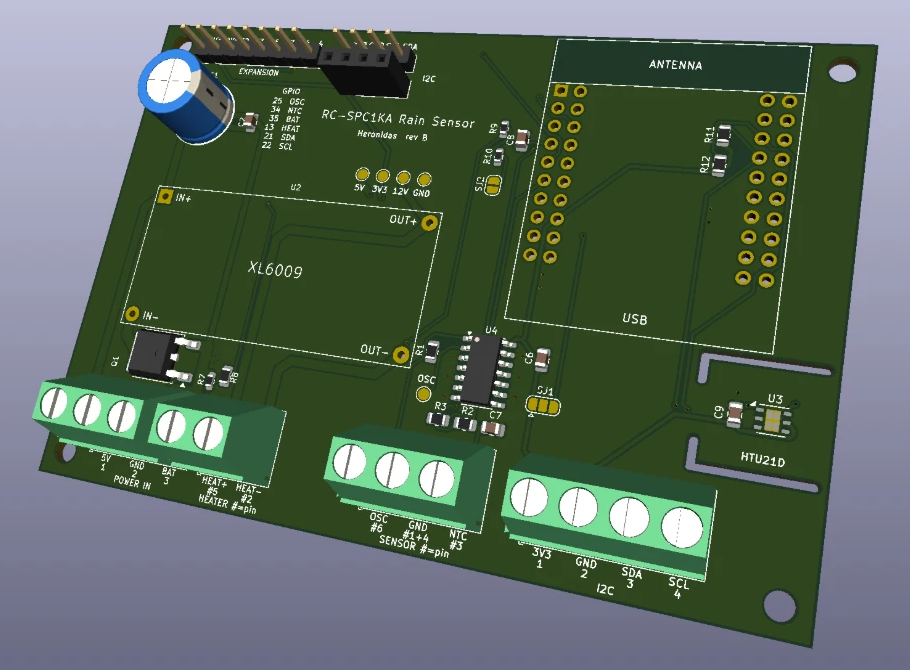 EXPANSION
I2C
GPIO
25 OSC
34 NTC
35 BAT
13 HEAT
21 SDA
22 SCL
RC-SPC1KA Rain Sensor
Heronidas rev B
ANTENNA
R9
C8
R10
R11
R12
5V 3V3 12V GND
U2
IN+
OUT+
XL6009
IN-
OUT-
USB
Q1
R7
R6
R1
U4
C6
OSC
SJ1
R3 R2 C7
U3
C9
HTU21D
5V
1
GND
2
BAT
3
POWER IN
HEAT+
#5
HEAT-
#2
HEATER #=pin
OSC
#6
GND
#1+4
NTC
#3
SENSOR #=pin
3V3
1
GND
2
SDA
3
SCL
4
I2C